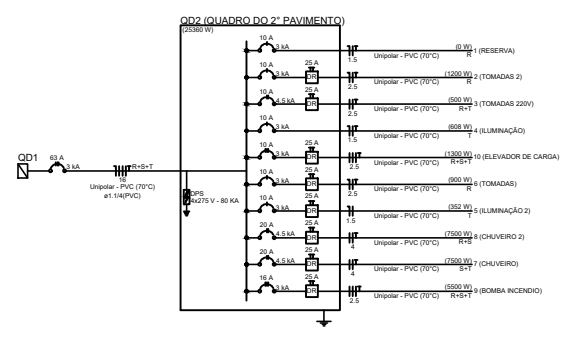 QD2 (QUADRO DO 2° PAVIMENTO)
(25360 W)
10 A
3 kA
1.5
Unipolar - PVC (70°C)
(0 W)
R
1 (RESERVA)
10 A
3 kA
25 A
DR
2.5
Unipolar - PVC (70°C)
(1200 W)
R
2 (TOMADAS 2)
10 A
4.5 kA
25 A
DR
2.5
Unipolar - PVC (70°C)
(500 W)
R+T
3 (TOMADAS 220V)
10 A
3 kA
1.5
Unipolar - PVC (70°C)
(608 W)
T
4 (ILUMINAÇÃO)
QD1
63 A
3 kA
R+S+T
16
Unipolar - PVC (70°C)
ø1.1/4(PVC)
DPS
4x275 V - 80 KA
10 A
3 kA
25 A
DR
2.5
Unipolar - PVC (70°C)
(1300 W)
R+S+T
10 (ELEVADOR DE CARGA)
10 A
3 kA
25 A
DR
2.5
Unipolar - PVC (70°C)
(900 W)
R
6 (TOMADAS)
10 A
3 kA
25 A
DR
1.5
Unipolar - PVC (70°C)
(352 W)
T
5 (ILUMINAÇÃO 2)
20 A
4.5 kA
25 A
DR
4
Unipolar - PVC (70°C)
(7500 W)
R+S
8 (CHUVEIRO 2)
20 A
4.5 kA
25 A
DR
4
Unipolar - PVC (70°C)
(7500 W)
S+T
7 (CHUVEIRO)
16 A
3 kA
25 A
DR
2.5
Unipolar - PVC (70°C)
(5500 W)
R+S+T
9 (BOMBA INCENDIO)